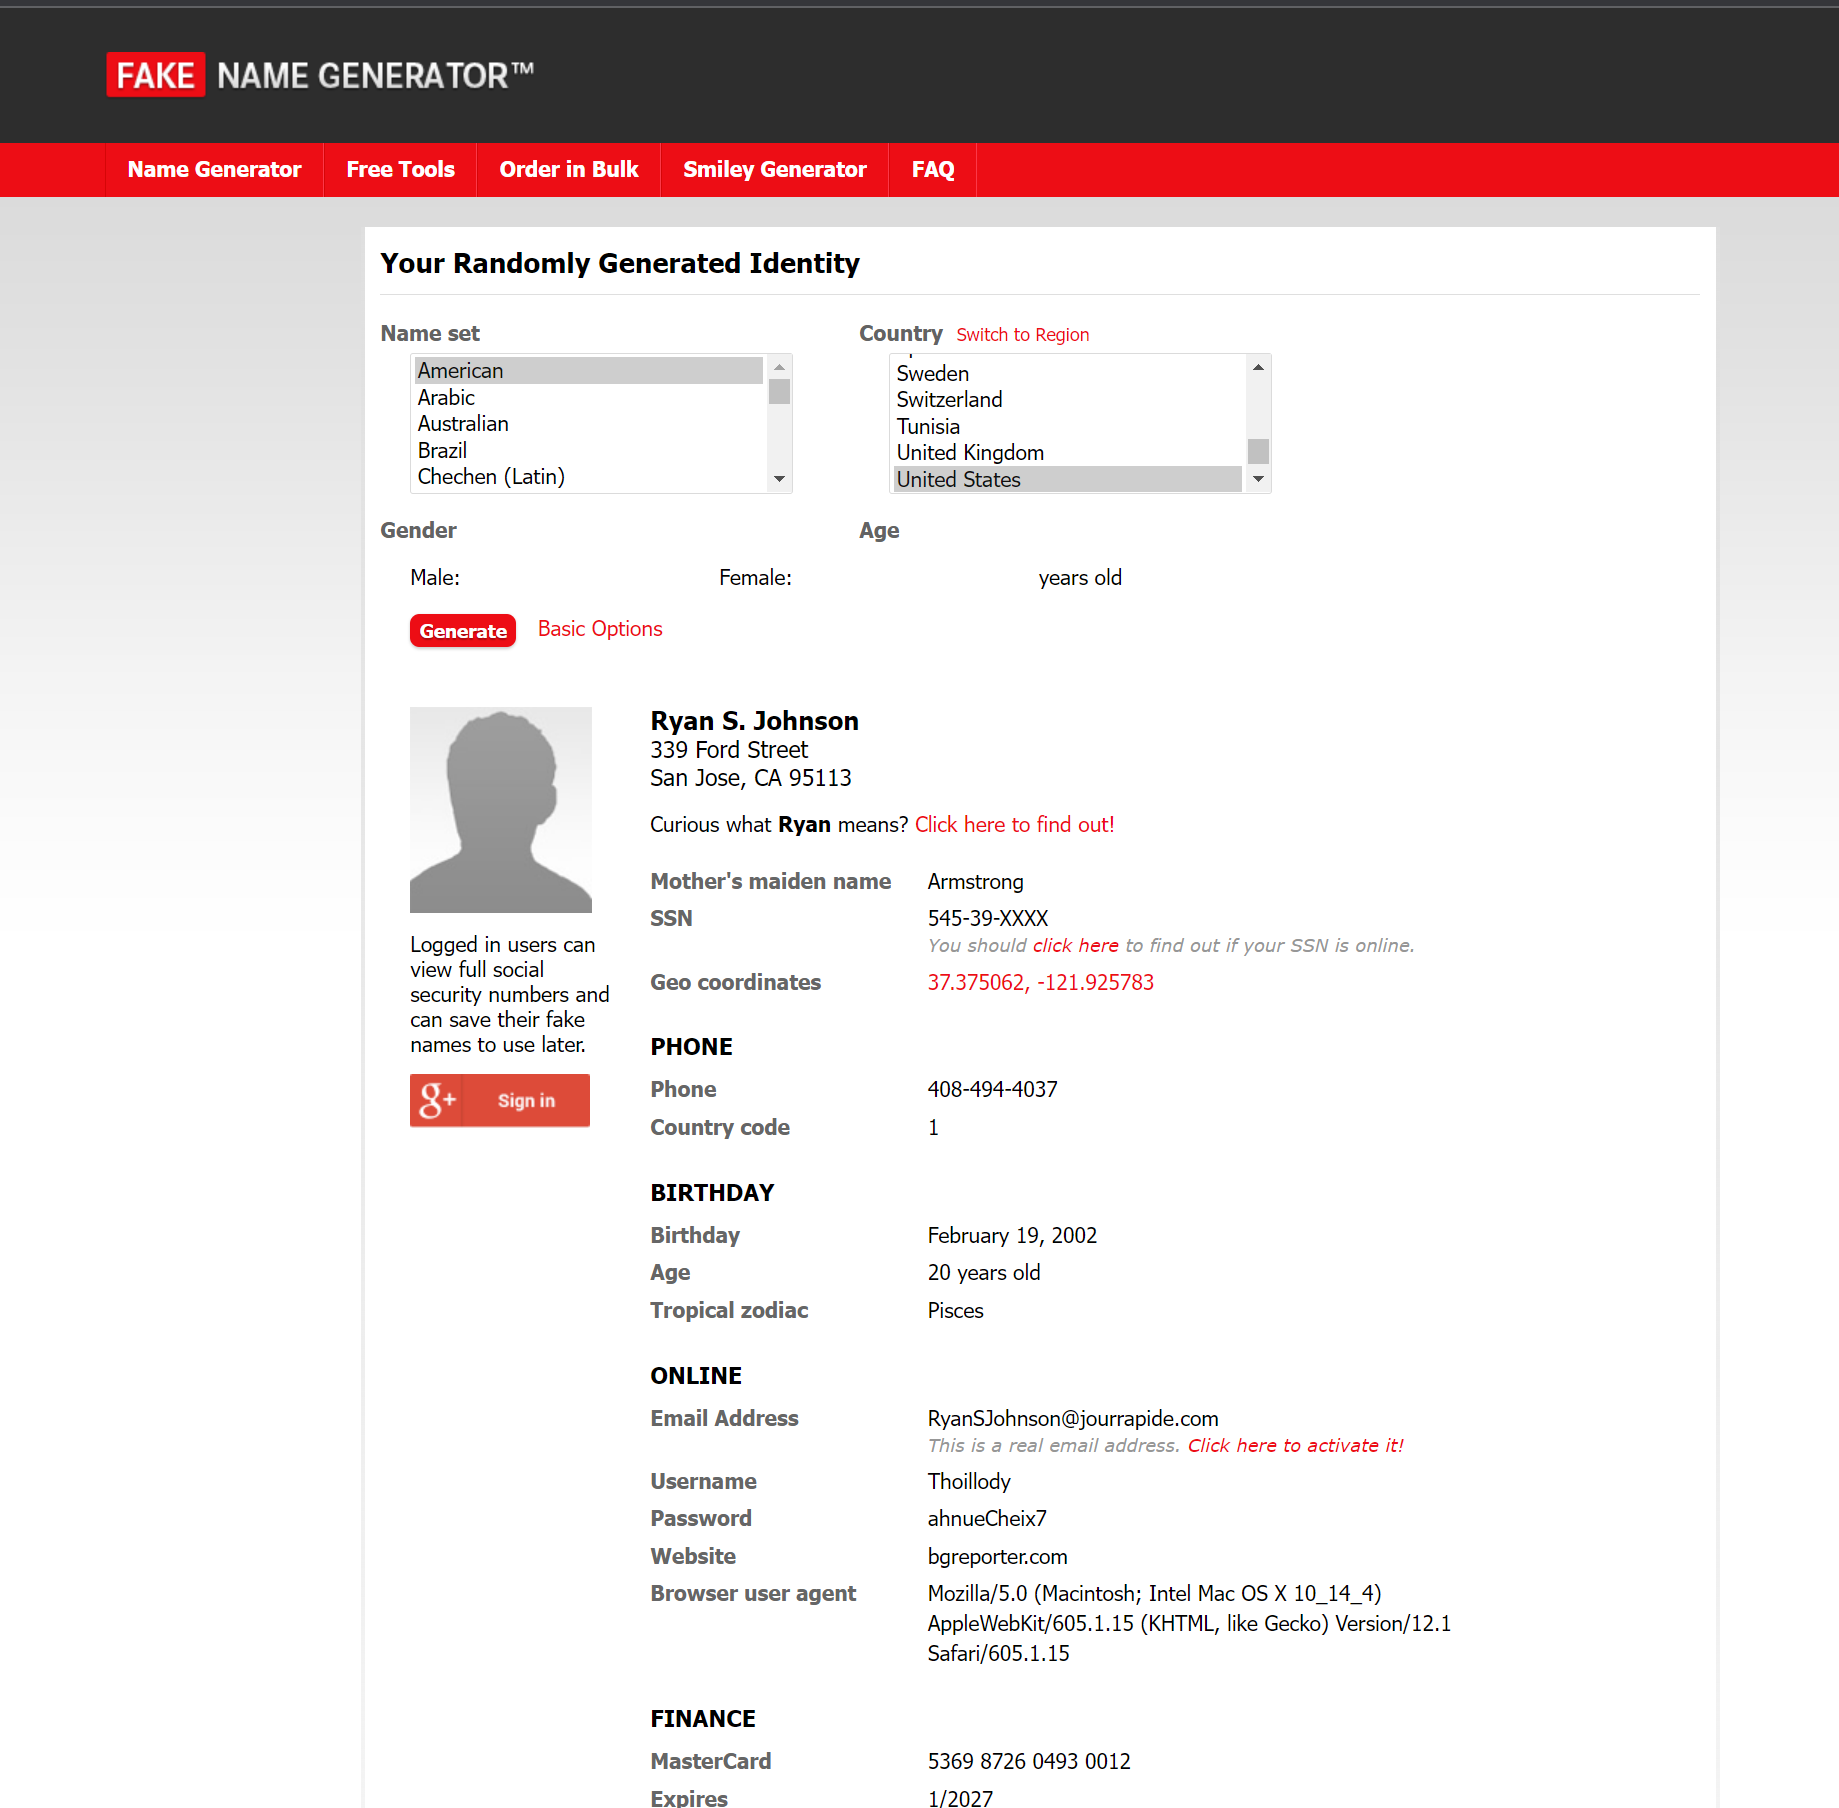 FAKE NAME GENERATOR™
Name Generator Free Tools Order in Bulk Smiley Generator FAQ
Your Randomly Generated Identity
Name set
American
Arabic
Australian
Brazil
Chechen (Latin)
Country Switch to Region
Sweden
Switzerland
Tunisia
United Kingdom
United States
Gender
Male: Female:
Age
years old
Generate Basic Options
Logged in users can
view full social
security numbers and
can save their fake
names to use later.
g+ Sign in
Ryan S. Johnson
339 Ford Street
San Jose, CA 95113
Curious what Ryan means? Click here to find out!
Mother's maiden name Armstrong
SSN 545-39-XXXX
You should click here to find out if your SSN is online.
Geo coordinates 37.375062, -121.925783
PHONE
Phone 408-494-4037
Country code 1
BIRTHDAY
Birthday February 19, 2002
Age 20 years old
Tropical zodiac Pisces
ONLINE
Email Address RyanSJohnson@jourrapide.com
This is a real email address. Click here to activate it!
Username Thoillody
Password ahnueCheix7
Website bgreporter.com
Browser user agent Mozilla/5.0 (Macintosh; Intel Mac OS X 10_14_4)
AppleWebKit/605.1.15 (KHTML, like Gecko) Version/12.1
Safari/605.1.15
FINANCE
MasterCard 5369 8726 0493 0012
Expires 1/2027